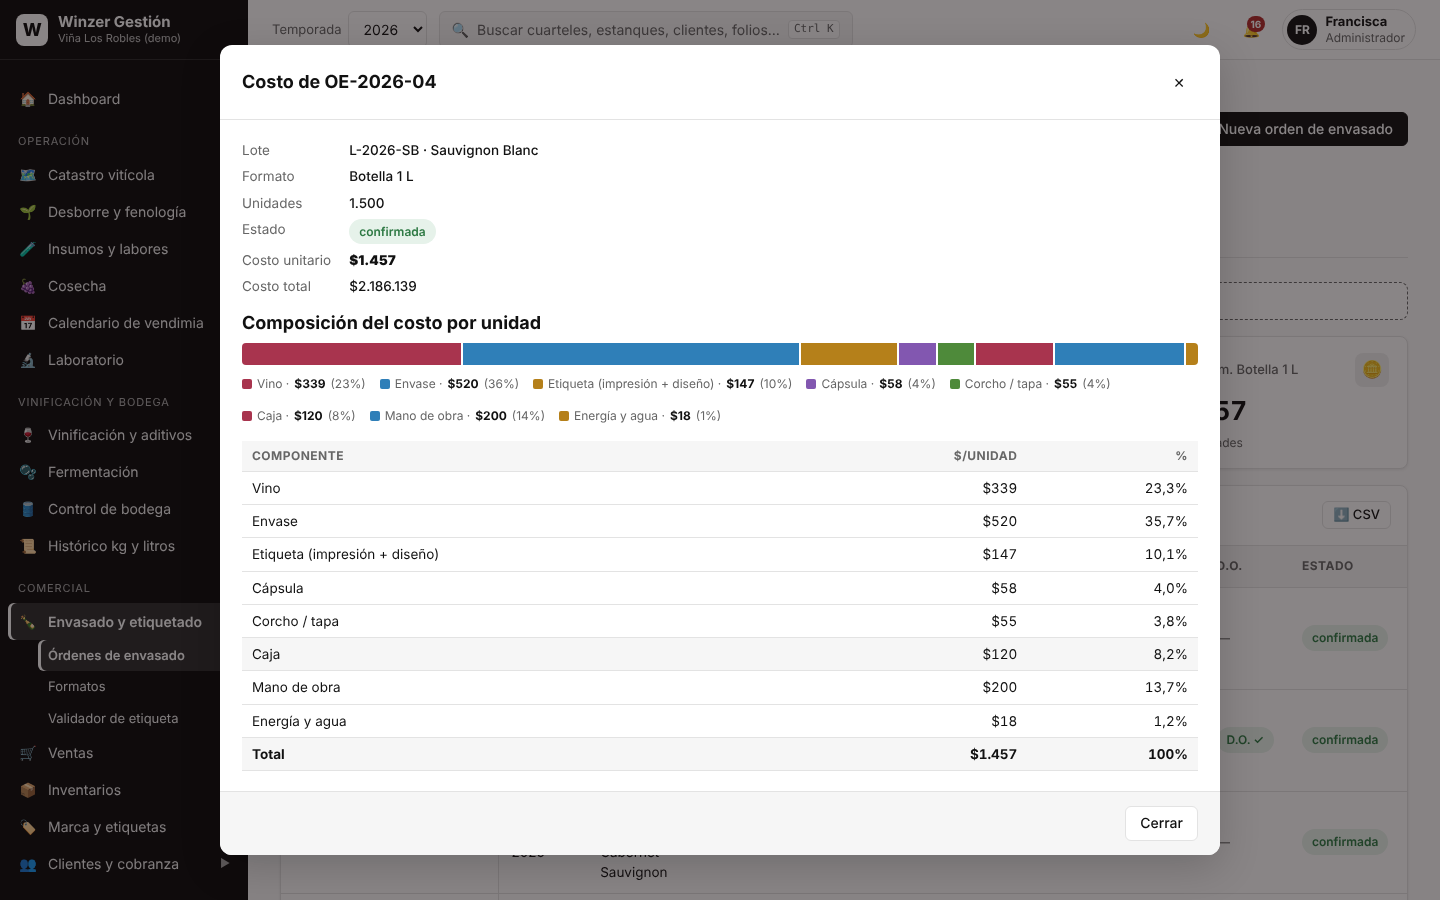 W
Winzer Gestión
Viña Los Robles (demo)
Temporada 2026
Buscar cuarteles, estanques, clientes, folios... Ctrl K
16
FR
Francisca
Administrador
Dashboard
OPERACIÓN
Catastro vitícola
Desborre y fenología
Insumos y labores
Cosecha
Calendario de vendimia
Laboratorio
VINIFICACIÓN Y BODEGA
Vinificación y aditivos
Fermentación
Control de bodega
Histórico kg y litros
COMERCIAL
Envasado y etiquetado
Órdenes de envasado
Formatos
Validador de etiqueta
Ventas
Inventarios
Marca y etiquetas
Clientes y cobranza
Costo de OE-2026-04
×
Lote L-2026-SB · Sauvignon Blanc
Formato Botella 1 L
Unidades 1.500
Estado confirmada
Costo unitario $1.457
Costo total $2.186.139
Composición del costo por unidad
Vino · $339 (23%) Envase · $520 (36%) Etiqueta (impresión + diseño) · $147 (10%) Cápsula · $58 (4%) Corcho / tapa · $55 (4%)
Caja · $120 (8%) Mano de obra · $200 (14%) Energía y agua · $18 (1%)
COMPONENTE $/UNIDAD %
Vino $339 23,3%
Envase $520 35,7%
Etiqueta (impresión + diseño) $147 10,1%
Cápsula $58 4,0%
Corcho / tapa $55 3,8%
Caja $120 8,2%
Mano de obra $200 13,7%
Energía y agua $18 1,2%
Total $1.457 100%
Cerrar
Nueva orden de envasado
m. Botella 1 L
57
des
CSV
D.O. ESTADO
— confirmada
D.O. ✓ confirmada
— confirmada
Sauvignon